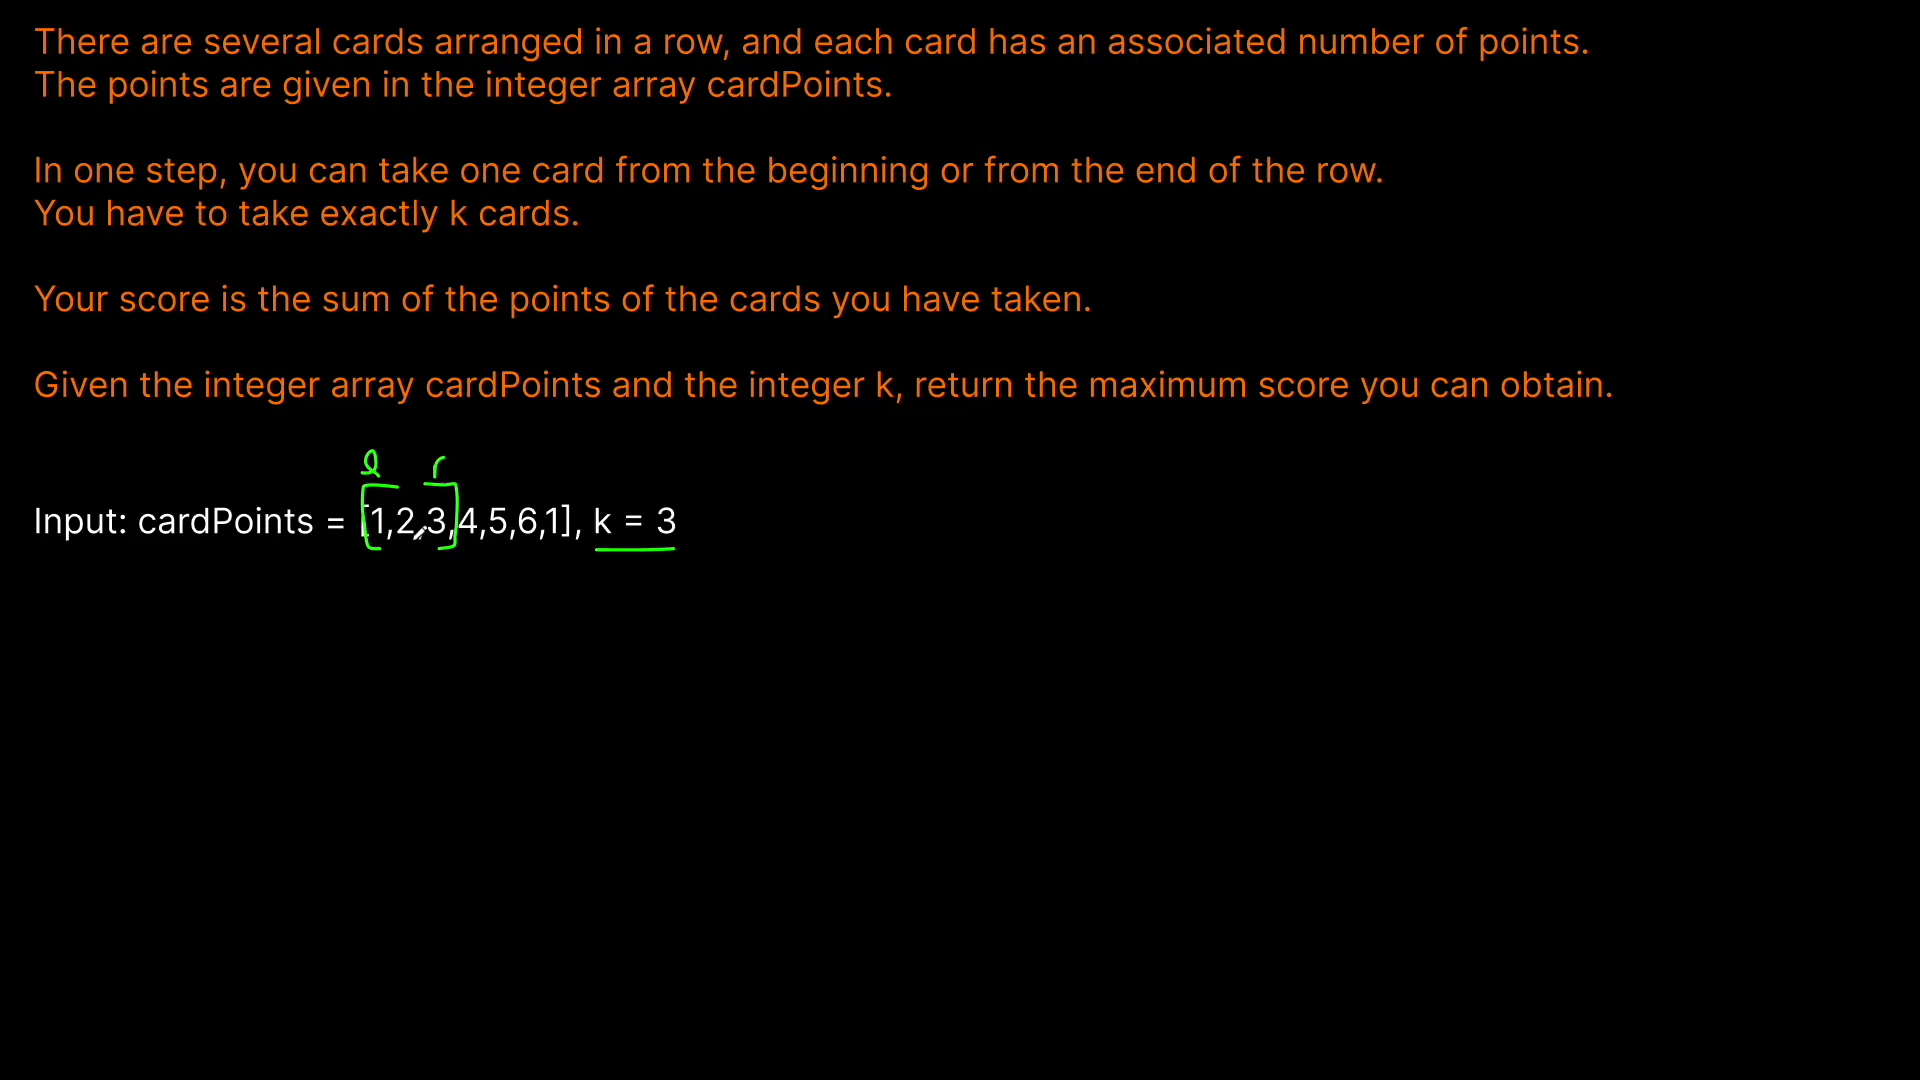 There are several cards arranged in a row, and each card has an associated number of points.
The points are given in the integer array cardPoints.
In one step, you can take one card from the beginning or from the end of the row.
You have to take exactly k cards.
Your score is the sum of the points of the cards you have taken.
Given the integer array cardPoints and the integer k, return the maximum score you can obtain.
l r
Input: cardPoints = [1,2,3,4,5,6,1], k = 3